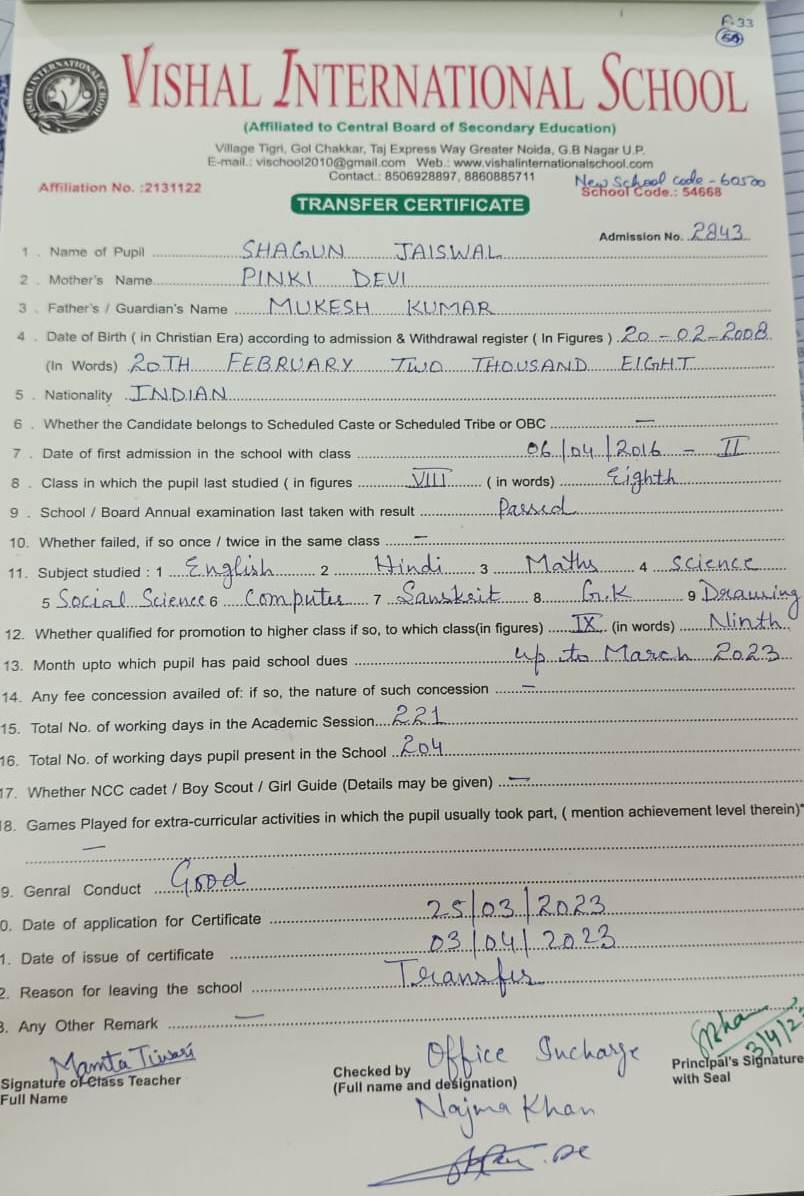 F.33
VISHAL INTERNATIONAL SCHOOL
(Affiliated to Central Board of Secondary Education)
Village Tigri, Gol Chakkar, Taj Express Way Greater Noida, G.B Nagar U.P.
E-mail.: vischool2010@gmail.com Web.: www.vishalinternationalschool.com
Contact.: 8506928897, 8860885711
New School code - 60500
Affiliation No. :2131122 School Code.: 54668
TRANSFER CERTIFICATE
Admission No. 2843
1 . Name of Pupil SHAGUN JAISWAL
2 . Mother's Name PINKI DEVI
3 . Father's / Guardian's Name MUKESH KUMAR
4 . Date of Birth ( in Christian Era) according to admission & Withdrawal register ( In Figures ) 20-02-2008
(In Words) 20TH FEBRUARY TWO THOUSAND EIGHT
5 . Nationality INDIAN
6 . Whether the Candidate belongs to Scheduled Caste or Scheduled Tribe or OBC —
7 . Date of first admission in the school with class 06/04/2016 - II
8 . Class in which the pupil last studied ( in figures VIII ( in words) Eighth
9 . School / Board Annual examination last taken with result Passed
10. Whether failed, if so once / twice in the same class —
11. Subject studied : 1 English 2 Hindi 3 Maths 4 Science
5 Social Science 6 Computer 7 Sanskrit 8 G.K 9 Drawing
12. Whether qualified for promotion to higher class if so, to which class(in figures) IX (in words) Ninth
13. Month upto which pupil has paid school dues up to March 2023
14. Any fee concession availed of: if so, the nature of such concession —
15. Total No. of working days in the Academic Session 221
16. Total No. of working days pupil present in the School 204
17. Whether NCC cadet / Boy Scout / Girl Guide (Details may be given) —
18. Games Played for extra-curricular activities in which the pupil usually took part, ( mention achievement level therein)
—
9. Genral Conduct Good
0. Date of application for Certificate 25/03/2023
1. Date of issue of certificate 03/04/2023
2. Reason for leaving the school Transfer
3. Any Other Remark —
Mamta Tiwari
Signature of Class Teacher
Full Name
Office Incharge
Checked by
(Full name and designation)
Najma Khan
3/4/2
Principal's Signature
with Seal